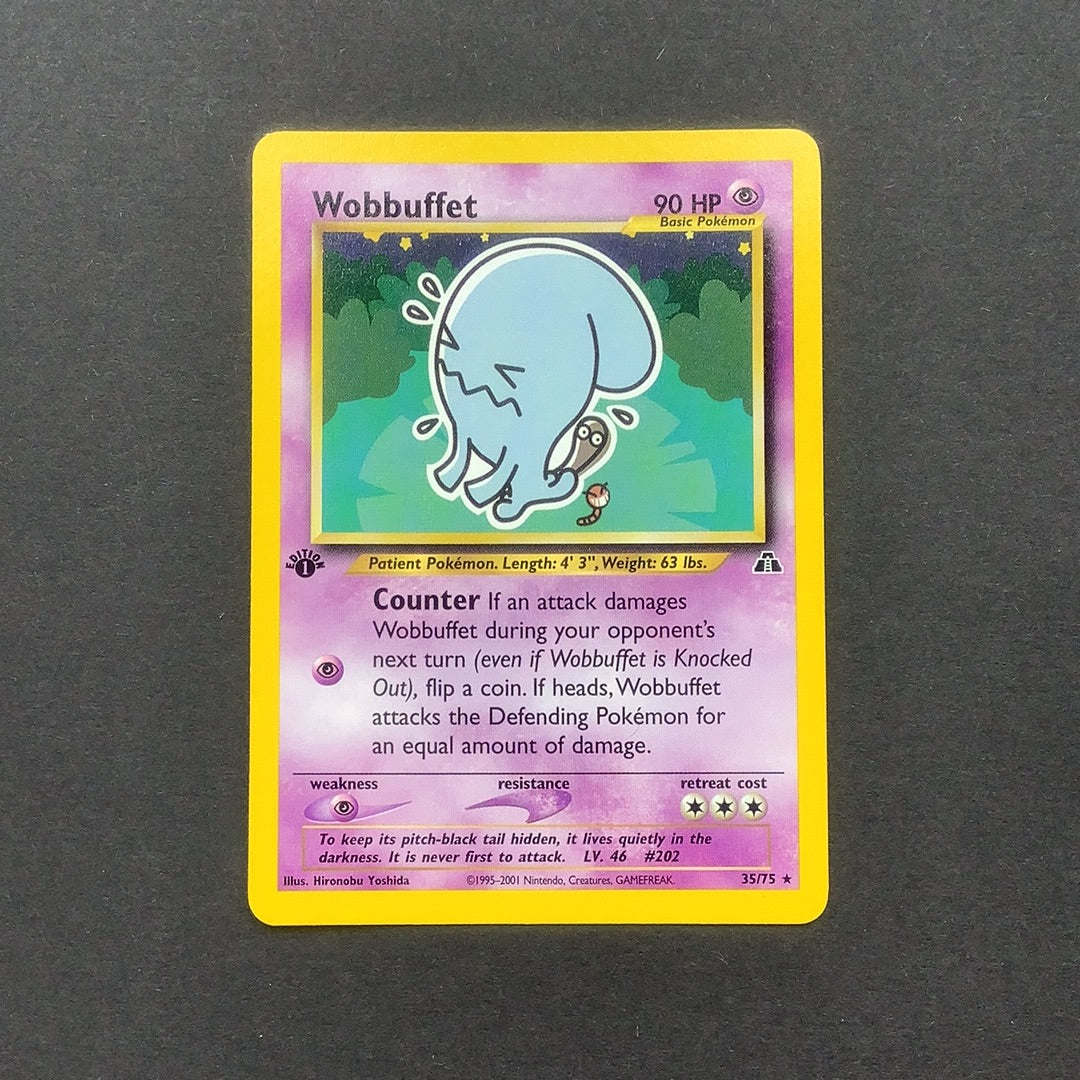 Wobbuffet
90 HP
Basic Pokémon
EDITION
1
Patient Pokémon. Length: 4' 3", Weight: 63 lbs.
Counter If an attack damages
Wobbuffet during your opponent's
next turn (even if Wobbuffet is Knocked
Out), flip a coin. If heads, Wobbuffet
attacks the Defending Pokémon for
an equal amount of damage.
weakness resistance retreat cost
To keep its pitch-black tail hidden, it lives quietly in the
darkness. It is never first to attack. LV. 46 #202
Illus. Hironobu Yoshida ©1995–2001 Nintendo, Creatures, GAMEFREAK. 35/75 ★